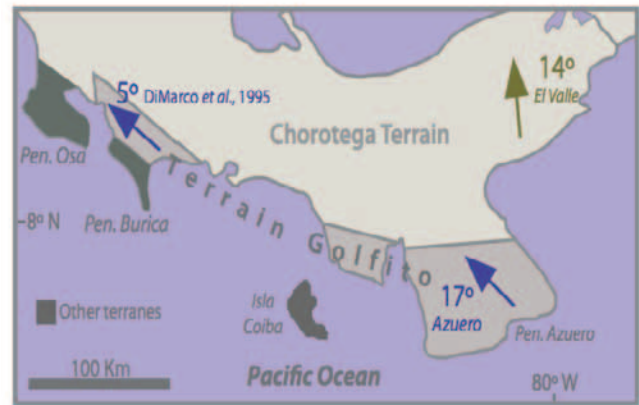 5º DiMarco et al., 1995
14º
El Valle
Chorotega Terrain
Pen. Osa
Terrain Golfito
8º N
Pen. Burica
17º
Azuero
Isla
Coiba
Other terranes
Pen. Azuero
100 Km
Pacific Ocean
80º W